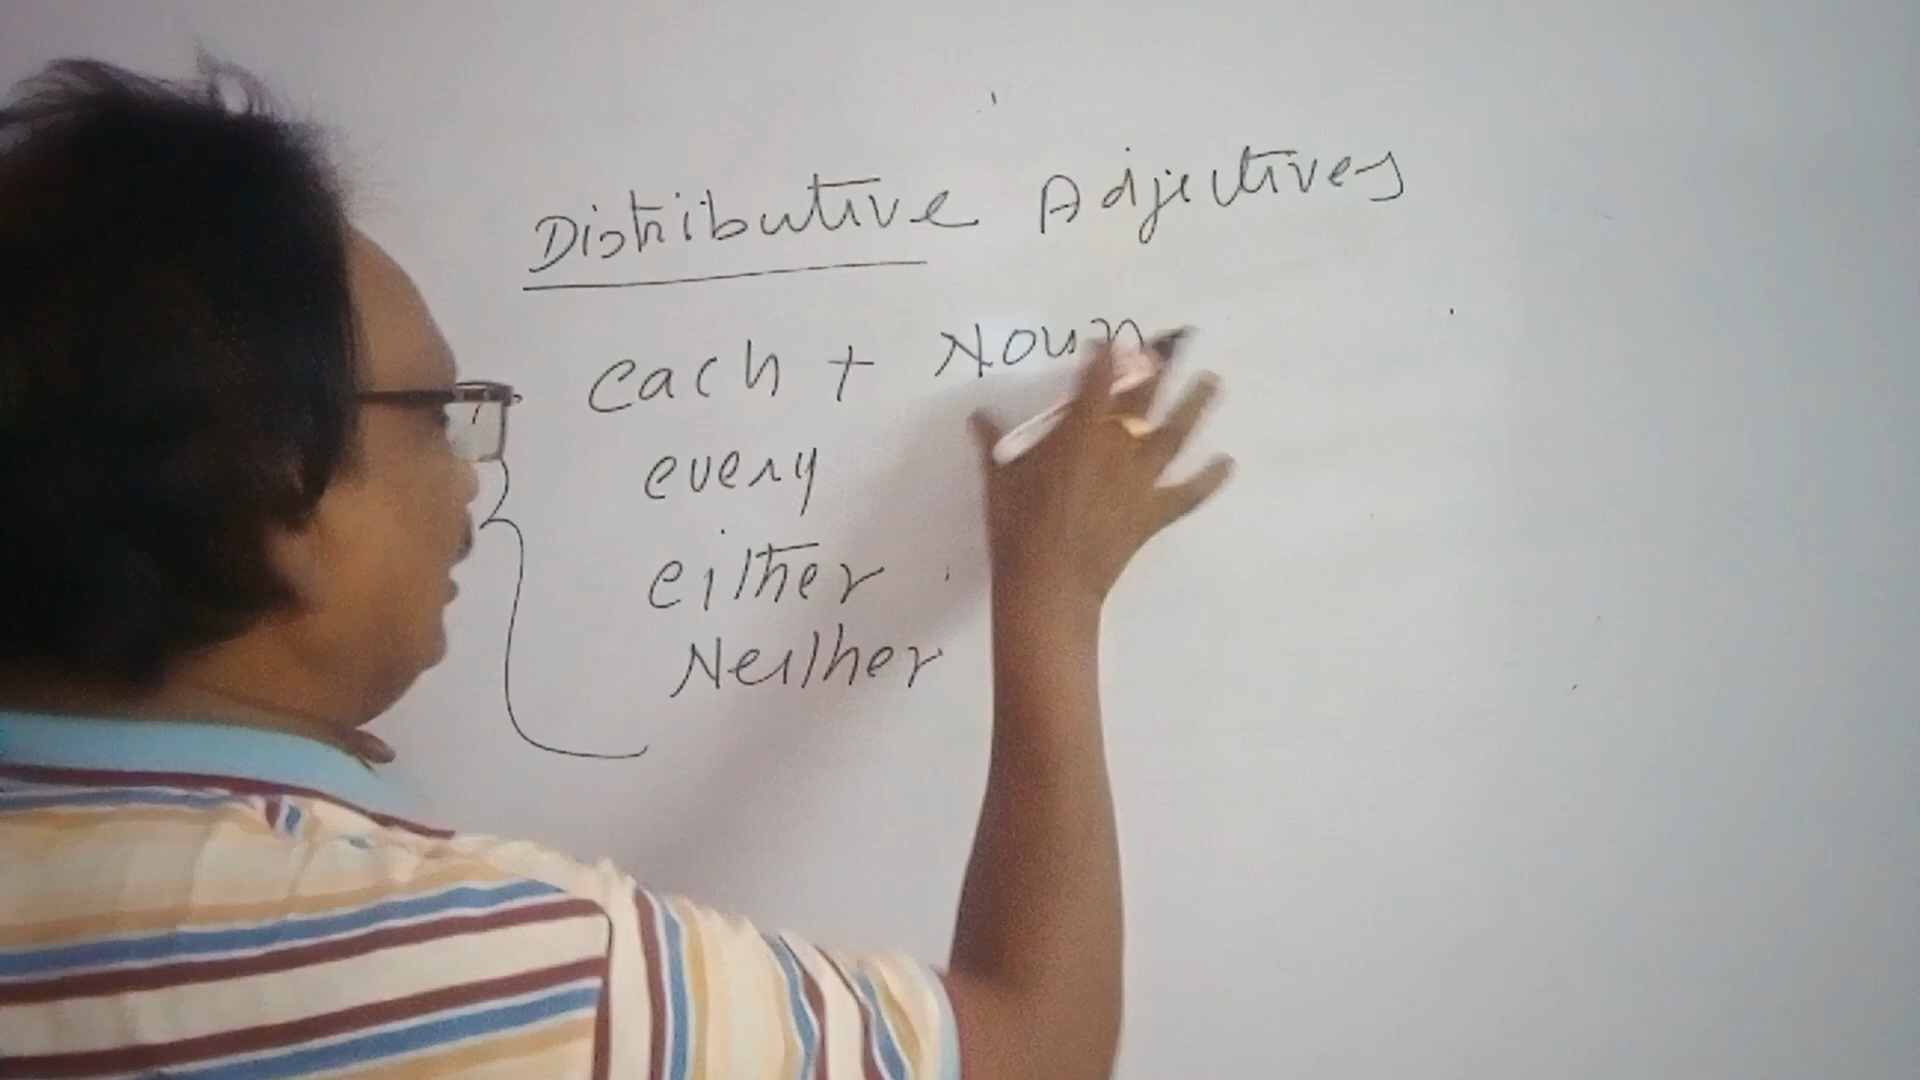 Distributive Adjectives
each + Noun
every
either
Neither